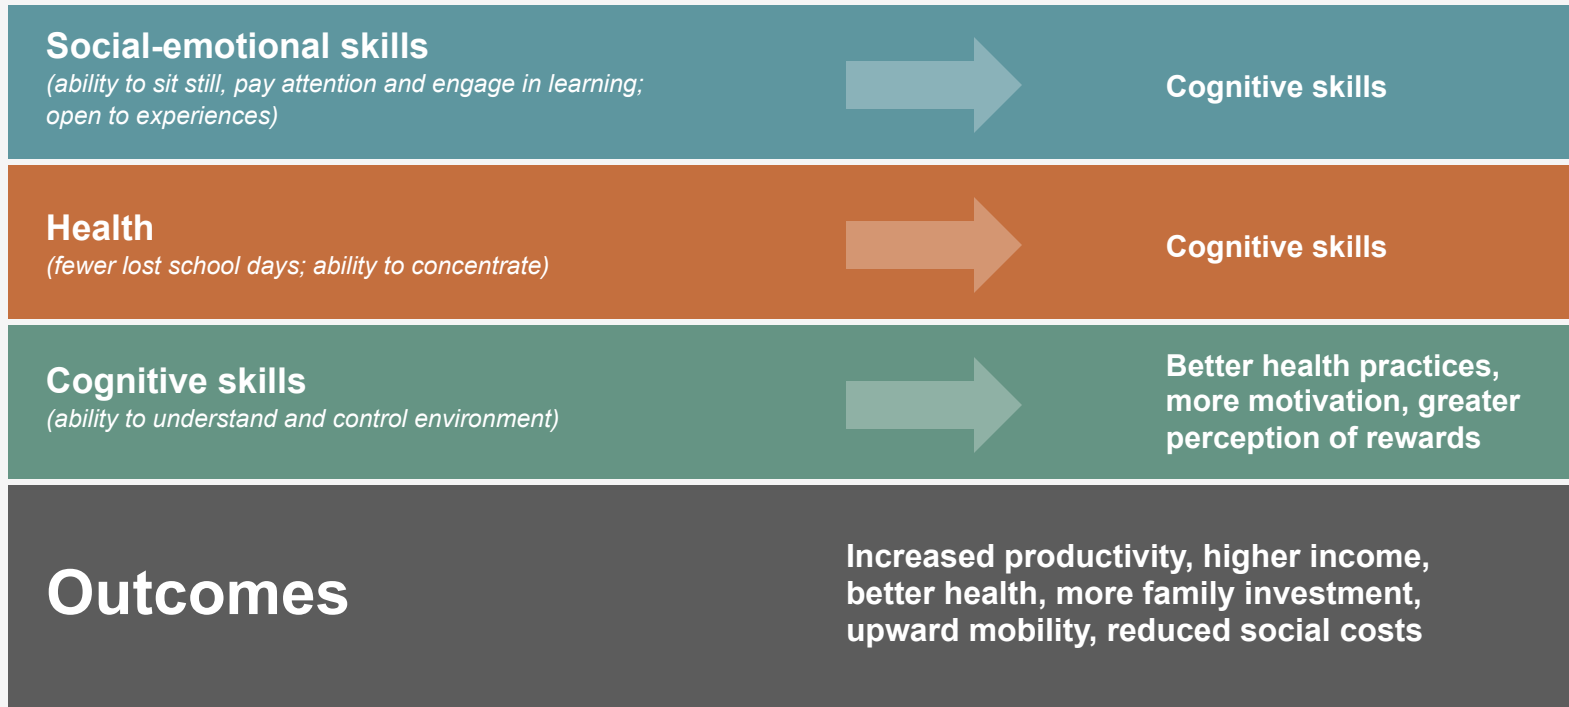 Social-emotional skills
(ability to sit still, pay attention and engage in learning;
open to experiences)
Cognitive skills
Health
(fewer lost school days; ability to concentrate)
Cognitive skills
Cognitive skills
(ability to understand and control environment)
Better health practices,
more motivation, greater
perception of rewards
Outcomes
Increased productivity, higher income,
better health, more family investment,
upward mobility, reduced social costs